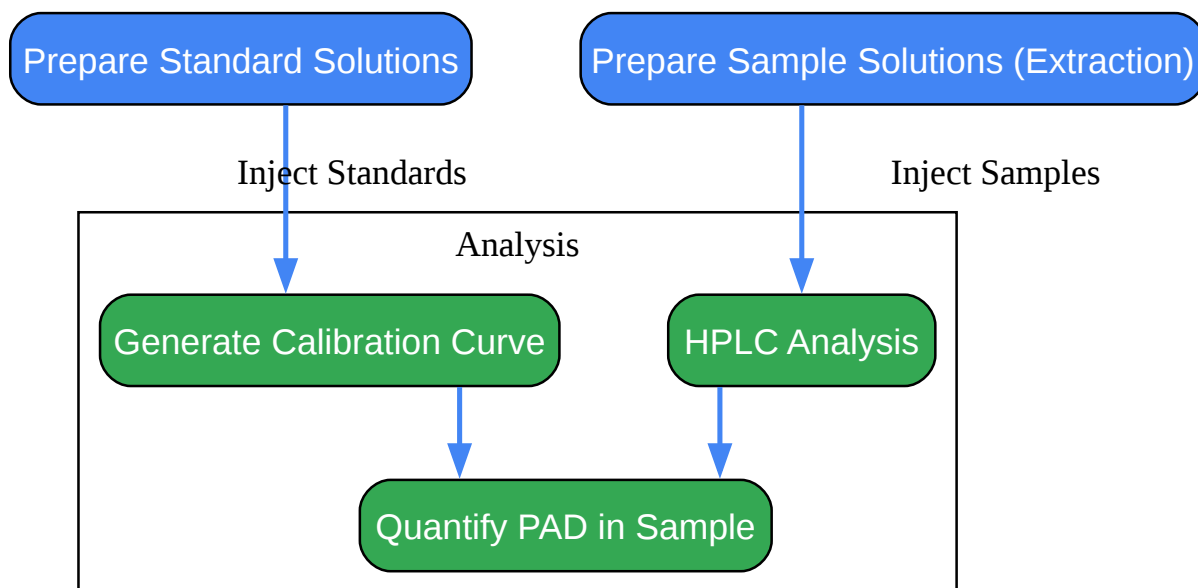 Prepare Standard Solutions
Prepare Sample Solutions (Extraction)
Inject Standards
Inject Samples
Analysis
Generate Calibration Curve
HPLC Analysis
Quantify PAD in Sample